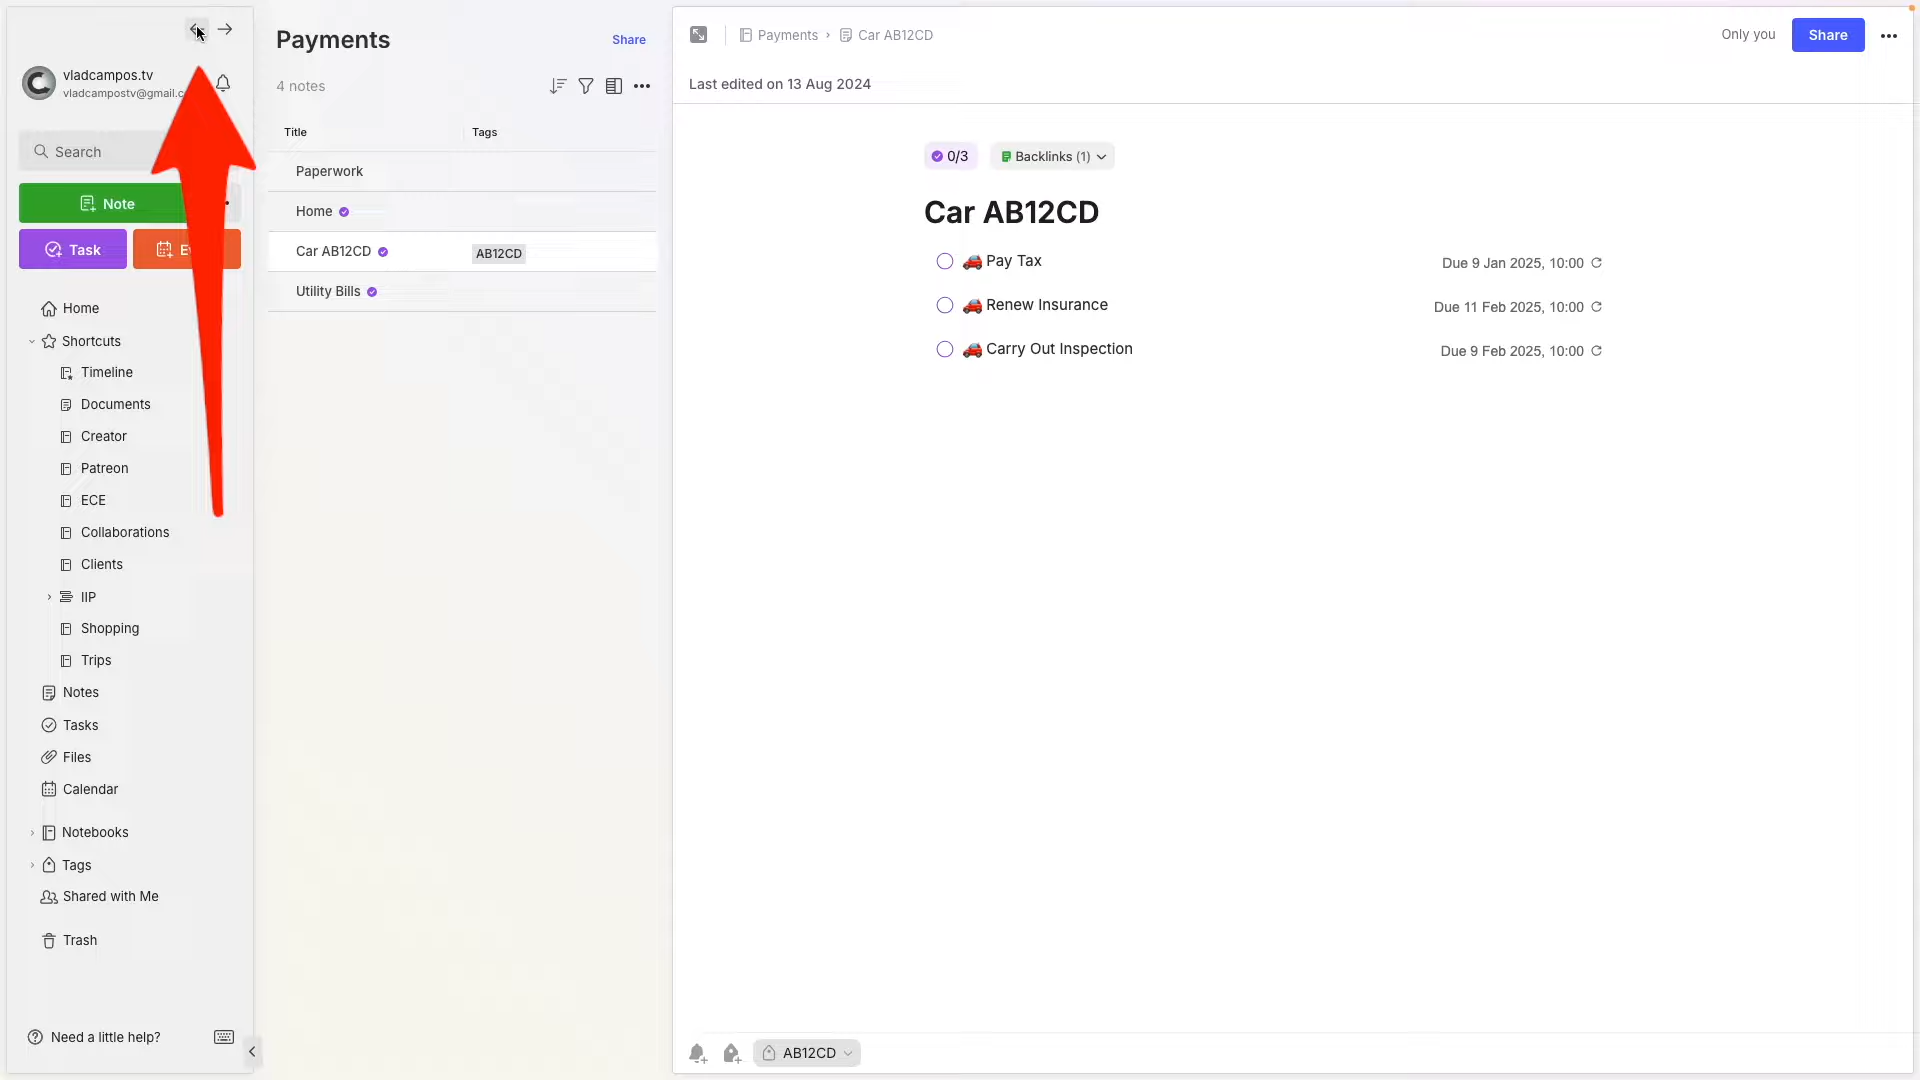 vladcampos.tv
vladcampostv@gmail.c
Search
Note
Task
Home
Shortcuts
Timeline
Documents
Creator
Patreon
ECE
Collaborations
Clients
IIP
Shopping
Trips
Notes
Tasks
Files
Calendar
Notebooks
Tags
Shared with Me
Trash
Need a little help?
Payments
Share
4 notes
Title Tags
Paperwork
Home
Car AB12CD AB12CD
Utility Bills
Payments › Car AB12CD
Only you
Share
Last edited on 13 Aug 2024
0/3
Backlinks (1)
Car AB12CD
🚗 Pay Tax Due 9 Jan 2025, 10:00
🚗 Renew Insurance Due 11 Feb 2025, 10:00
🚗 Carry Out Inspection Due 9 Feb 2025, 10:00
AB12CD